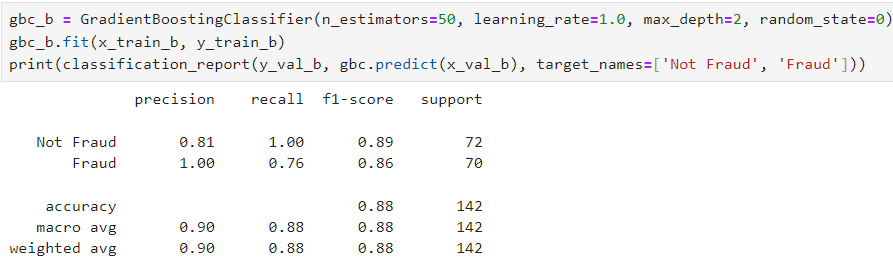 gbc_b = GradientBoostingClassifier(n_estimators=50, learning_rate=1.0, max_depth=2, random_state=0)
gbc_b.fit(x_train_b, y_train_b)
print(classification_report(y_val_b, gbc.predict(x_val_b), target_names=['Not Fraud', 'Fraud']))
precision recall f1-score support
Not Fraud 0.81 1.00 0.89 72
Fraud 1.00 0.76 0.86 70
accuracy 0.88 142
macro avg 0.90 0.88 0.88 142
weighted avg 0.90 0.88 0.88 142